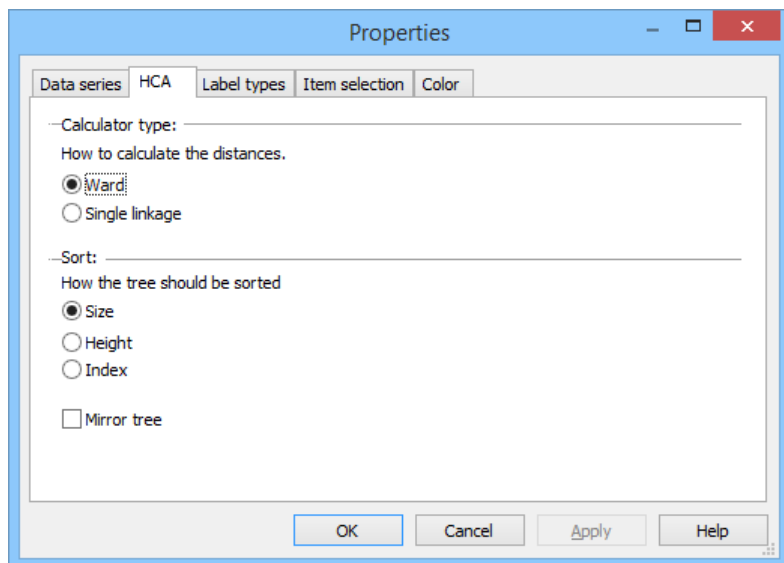 Properties
Data series HCA Label types Item selection Color
Calculator type:
How to calculate the distances.
Ward
Single linkage
Sort:
How the tree should be sorted
Size
Height
Index
Mirror tree
OK Cancel Apply Help